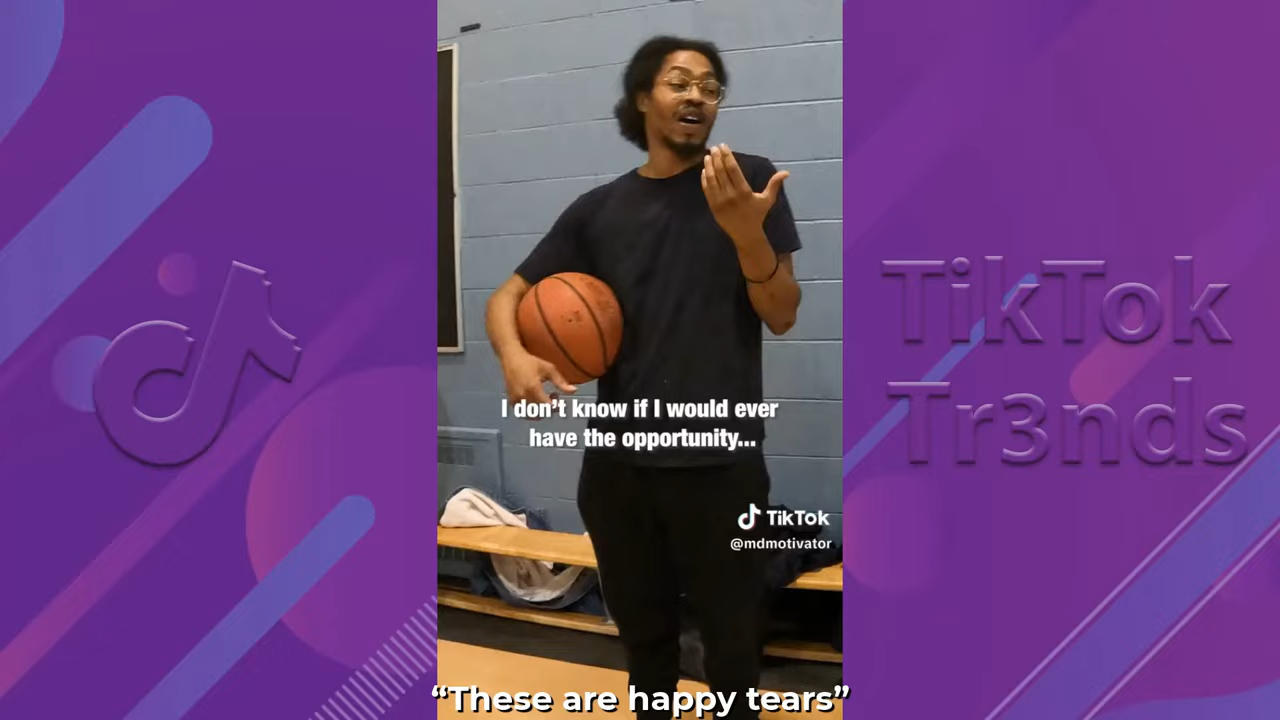 I don't know if I would ever
have the opportunity...
TikTok
@mdmotivator
TikTok
Tr3nds
“These are happy tears”